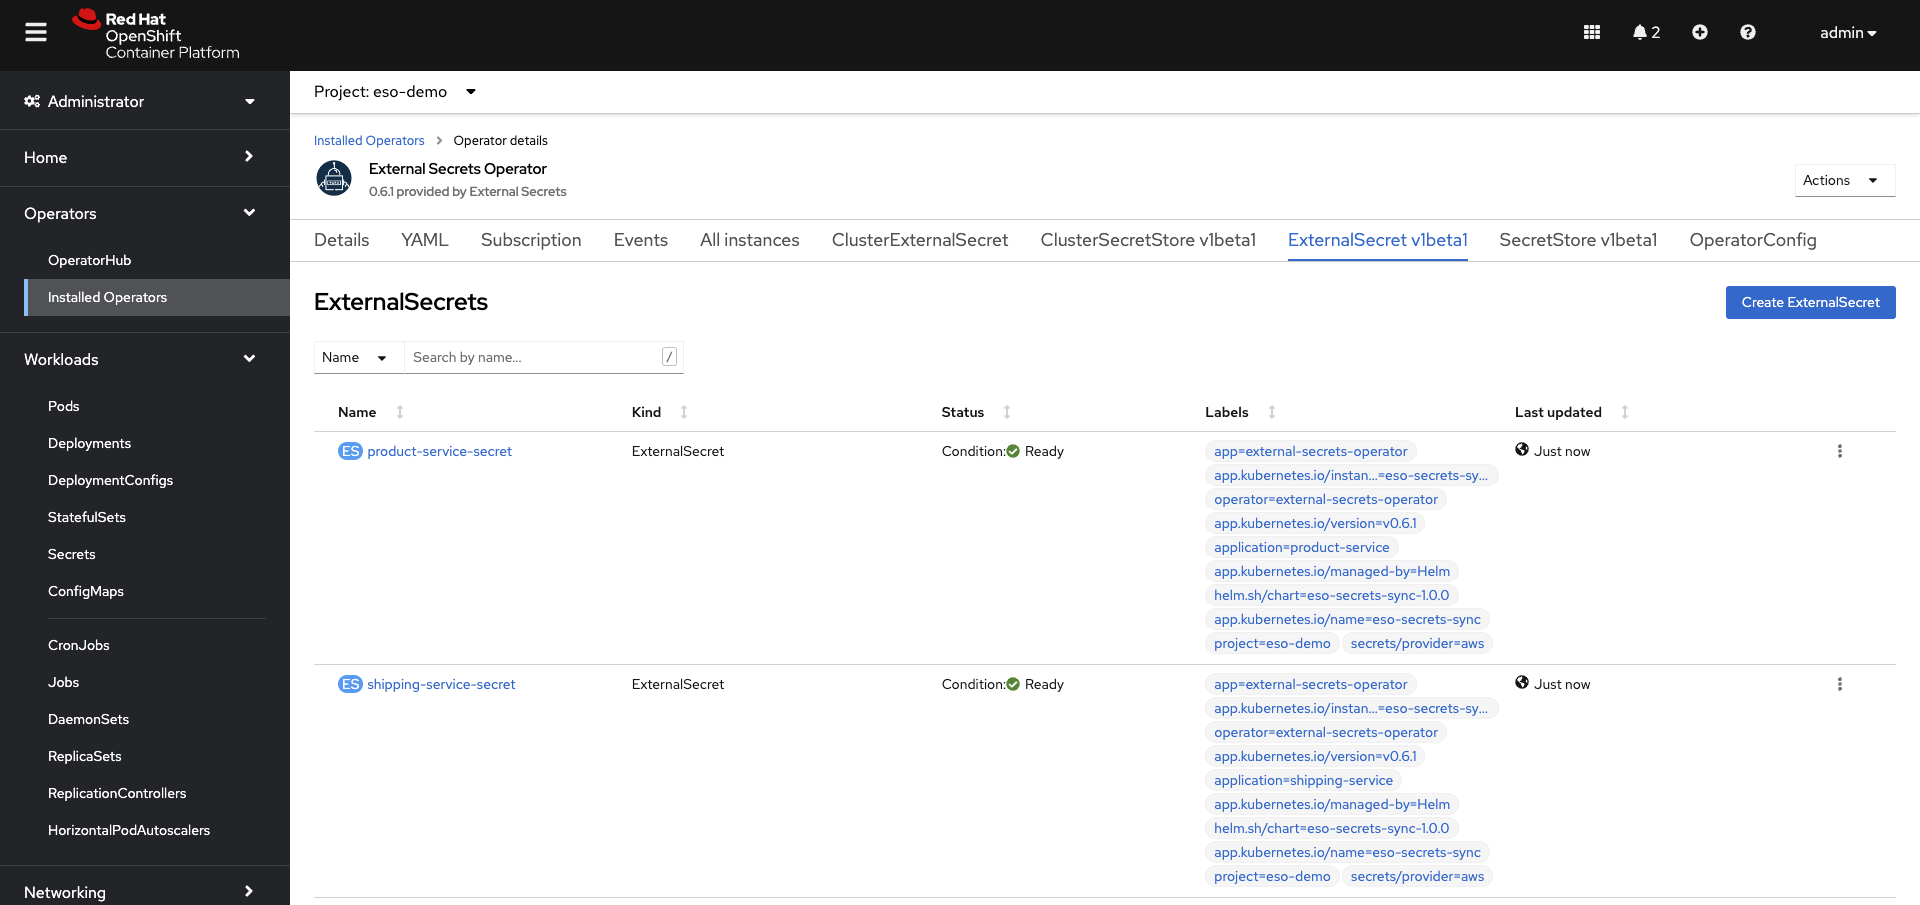 Red Hat
OpenShift
Container Platform
2
admin
Administrator
Home
Operators
OperatorHub
Installed Operators
Workloads
Pods
Deployments
DeploymentConfigs
StatefulSets
Secrets
ConfigMaps
CronJobs
Jobs
DaemonSets
ReplicaSets
ReplicationControllers
HorizontalPodAutoscalers
Networking
Project: eso-demo
Installed Operators > Operator details
External Secrets Operator
0.6.1 provided by External Secrets
Actions
Details YAML Subscription Events All instances ClusterExternalSecret ClusterSecretStore v1beta1 ExternalSecret v1beta1 SecretStore v1beta1 OperatorConfig
ExternalSecrets
Create ExternalSecret
Name Search by name... /
Name Kind Status Labels Last updated
ES product-service-secret ExternalSecret Condition: Ready app=external-secrets-operator Just now
app.kubernetes.io/instan...=eso-secrets-sy...
operator=external-secrets-operator
app.kubernetes.io/version=v0.6.1
application=product-service
app.kubernetes.io/managed-by=Helm
helm.sh/chart=eso-secrets-sync-1.0.0
app.kubernetes.io/name=eso-secrets-sync
project=eso-demo secrets/provider=aws
ES shipping-service-secret ExternalSecret Condition: Ready app=external-secrets-operator Just now
app.kubernetes.io/instan...=eso-secrets-sy...
operator=external-secrets-operator
app.kubernetes.io/version=v0.6.1
application=shipping-service
app.kubernetes.io/managed-by=Helm
helm.sh/chart=eso-secrets-sync-1.0.0
app.kubernetes.io/name=eso-secrets-sync
project=eso-demo secrets/provider=aws